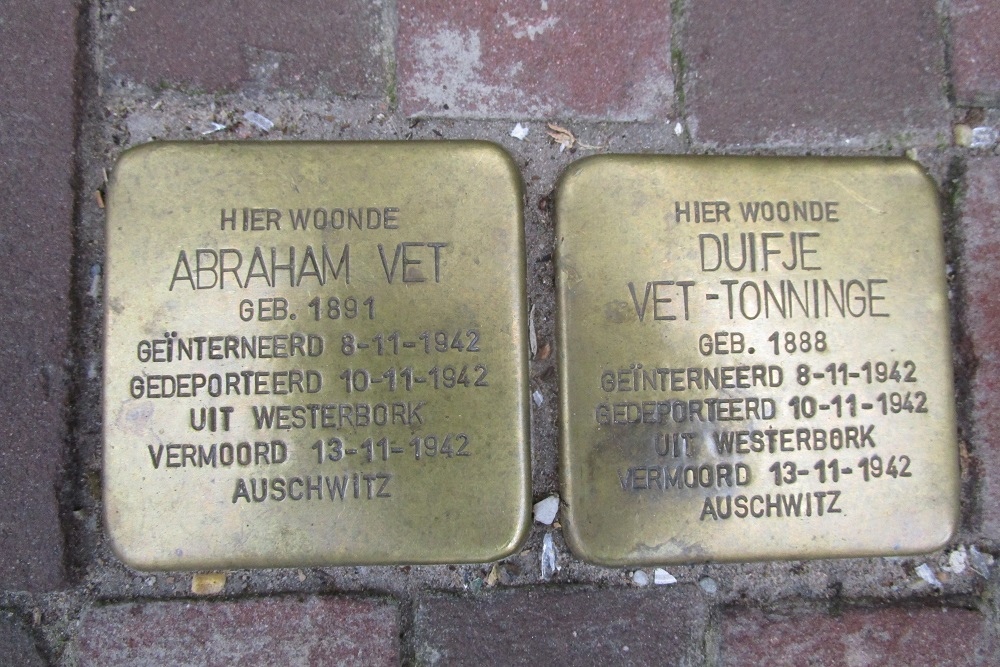 HIER WOONDE
ABRAHAM VET
GEB. 1891
GEÏNTERNEERD 8-11-1942
GEDEPORTEERD 10-11-1942
UIT WESTERBORK
VERMOORD 13-11-1942
AUSCHWITZ
HIER WOONDE
DUIFJE
VET-TONNINGE
GEB. 1888
GEÏNTERNEERD 8-11-1942
GEDEPORTEERD 10-11-1942
UIT WESTERBORK
VERMOORD 13-11-1942
AUSCHWITZ